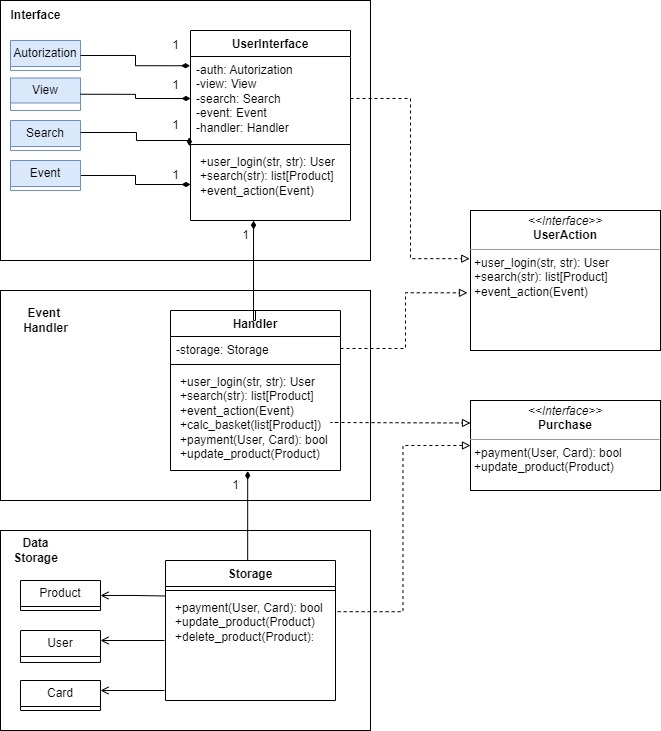 Interface
Autorization
View
Search
Event
1
1
1
1
UserInterface
-auth: Autorization
-view: View
-search: Search
-event: Event
-handler: Handler
+user_login(str, str): User
+search(str): list[Product]
+event_action(Event)
1
<<Interface>>
UserAction
+user_login(str, str): User
+search(str): list[Product]
+event_action(Event)
Event
Handler
Handler
-storage: Storage
+user_login(str, str): User
+search(str): list[Product]
+event_action(Event)
+calc_basket(list[Product])
+payment(User, Card): bool
+update_product(Product)
1
<<Interface>>
Purchase
+payment(User, Card): bool
+update_product(Product)
Data
Storage
Product
User
Card
Storage
+payment(User, Card): bool
+update_product(Product)
+delete_product(Product):